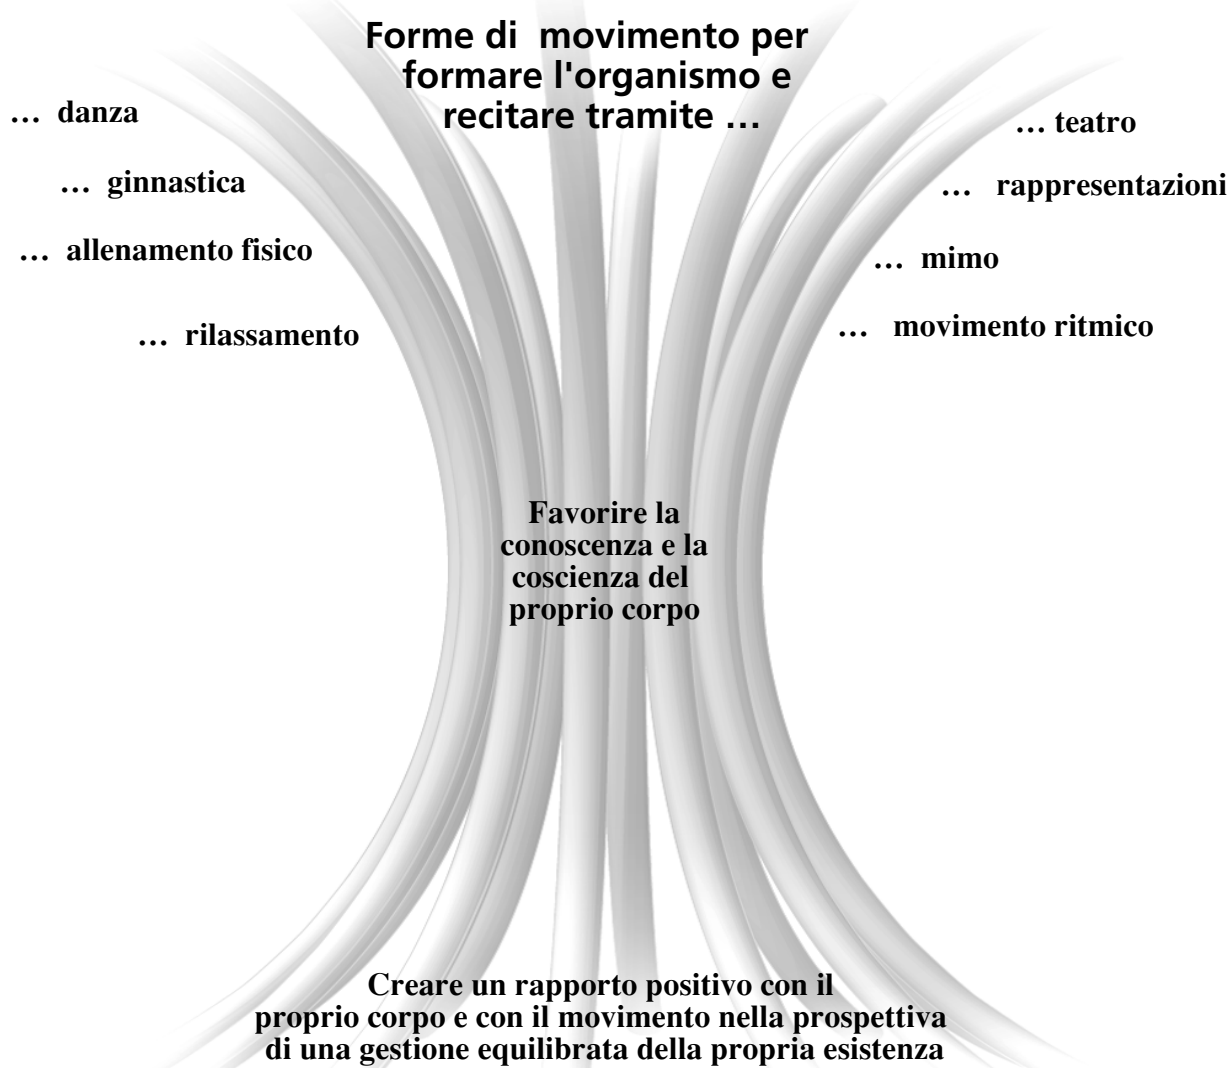 Forme di movimento per
formare l'organismo e
recitare tramite …
… danza
… ginnastica
… allenamento fisico
… rilassamento
… teatro
… rappresentazioni
… mimo
… movimento ritmico
Favorire la
conoscenza e la
coscienza del
proprio corpo
Creare un rapporto positivo con il
proprio corpo e con il movimento nella prospettiva
di una gestione equilibrata della propria esistenza